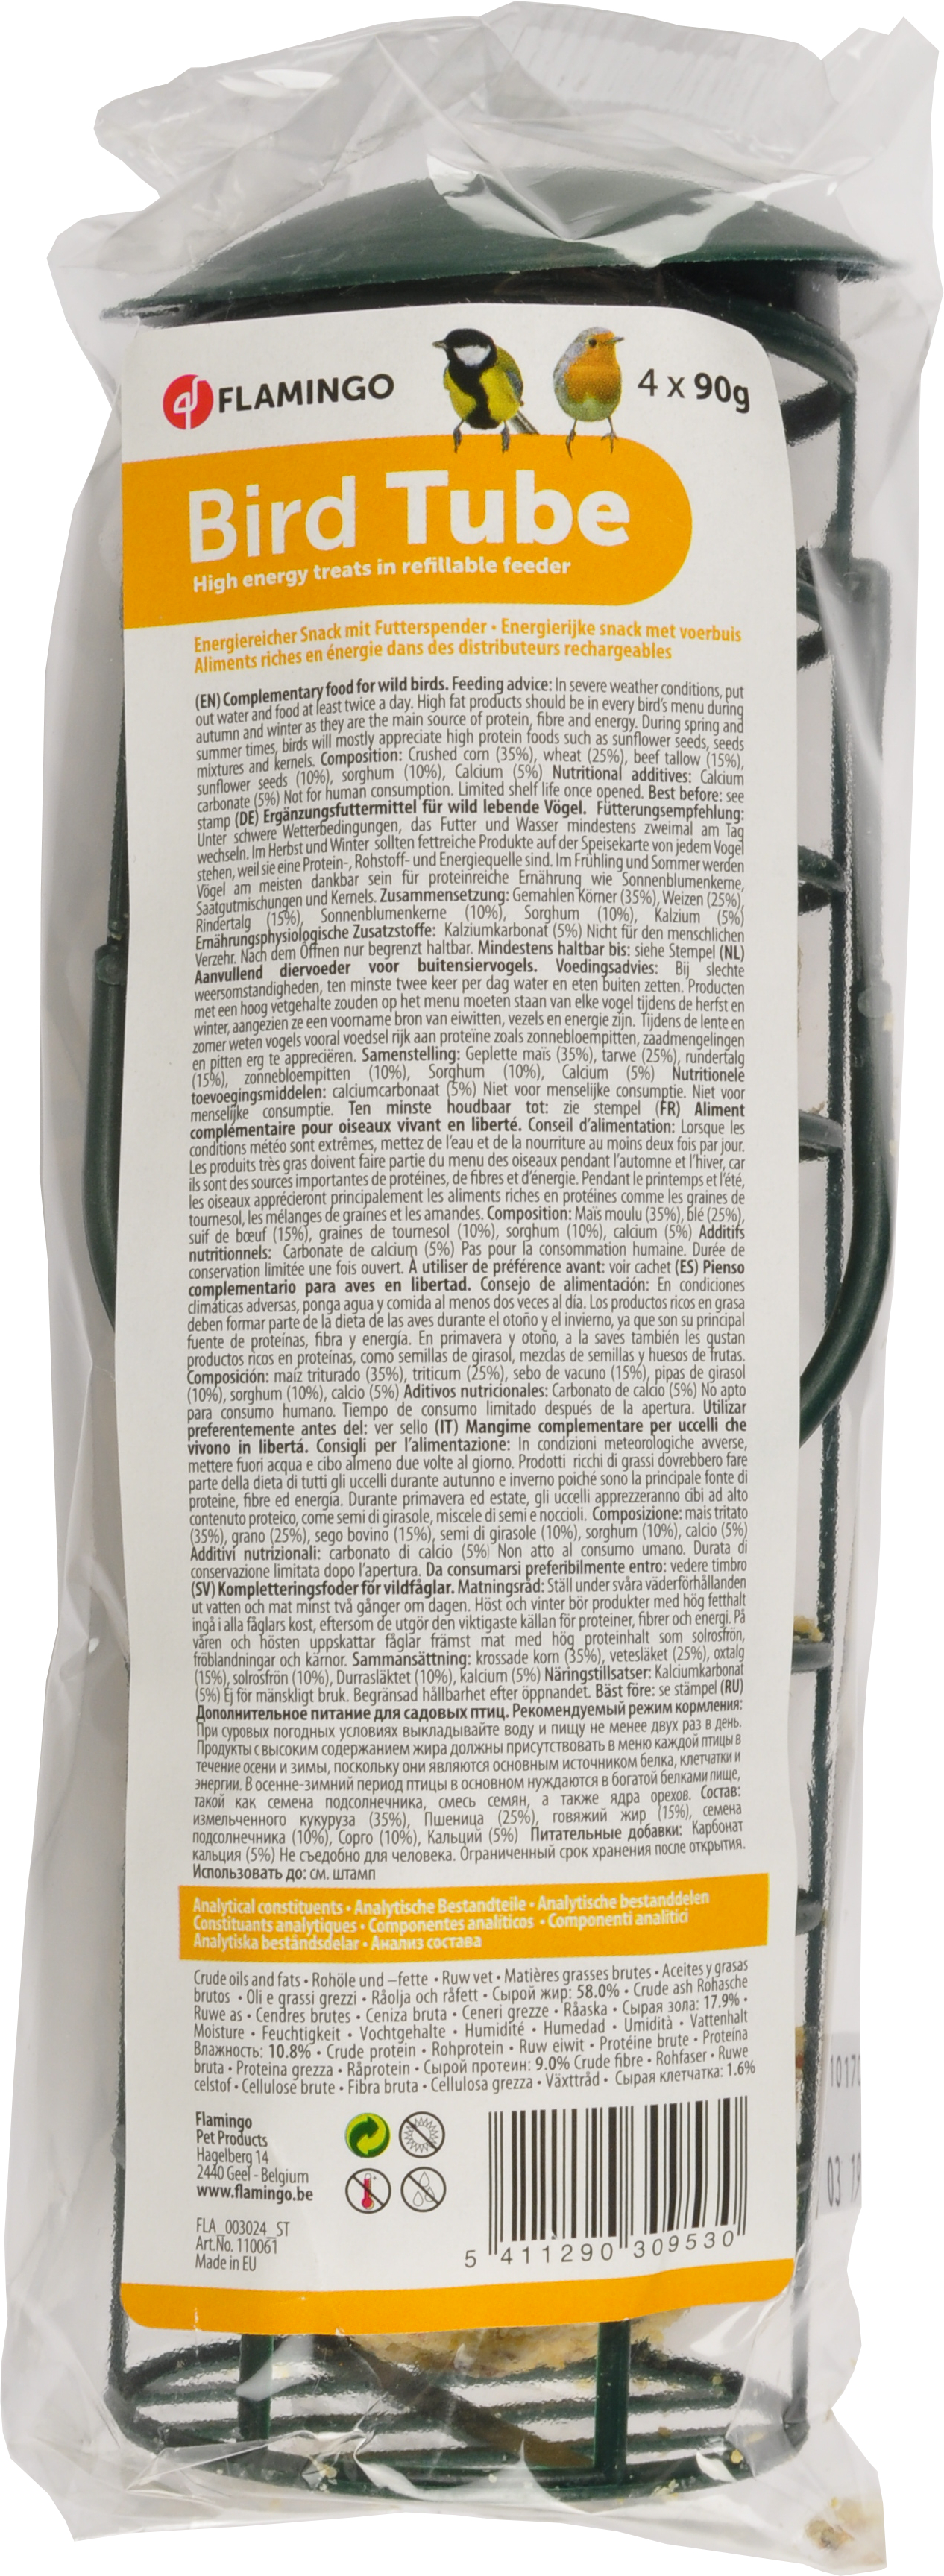 FLAMINGO
4 x 90g
Bird Tube
High energy treats in refillable feeder
Energiereicher Snack mit Futterspender • Energierijke snack met voerbuis
Aliments riches en énergie dans des distributeurs rechargeables
(EN) Complementary food for wild birds. Feeding advice: In severe weather conditions, put
out water and food at least twice a day. High fat products should be in every bird's menu during
autumn and winter as they are the main source of protein, fibre and energy. During spring and
summer times, birds will mostly appreciate high protein foods such as sunflower seeds, seeds
mixtures and kernels. Composition: Crushed corn (35%), wheat (25%), beef tallow (15%),
sunflower seeds (10%), sorghum (10%), Calcium (5%) Nutritional additives: Calcium
carbonate (5%) Not for human consumption. Limited shelf life once opened. Best before: see
stamp (DE) Ergänzungsfuttermittel für wild lebende Vögel. Fütterungsempfehlung:
Unter schwere Wetterbedingungen, das Futter und Wasser mindestens zweimal am Tag
wechseln. Im Herbst und Winter sollten fettreiche Produkte auf der Speisekarte von jedem Vogel
stehen, weil sie eine Protein-, Rohstoff- und Energiequelle sind. Im Frühling und Sommer werden
Vögel am meisten dankbar sein für proteinreiche Ernährung wie Sonnenblumenkerne,
Saatgutmischungen und Kernels. Zusammensetzung: Gemahlen Körner (35%), Weizen (25%),
Rindertalg (15%), Sonnenblumenkerne (10%), Sorghum (10%), Kalzium (5%)
Ernährungsphysiologische Zusatzstoffe: Kalziumkarbonat (5%) Nicht für den menschlichen
Verzehr. Nach dem Öffnen nur begrenzt haltbar. Mindestens haltbar bis: siehe Stempel (NL)
Aanvullend diervoeder voor buitensiervogels. Voedingsadvies: Bij slechte
weersomstandigheden, ten minste twee keer per dag water en eten buiten zetten. Producten
met een hoog vetgehalte zouden op het menu moeten staan van elke vogel tijdens de herfst en
winter, aangezien ze een voorname bron van eiwitten, vezels en energie zijn. Tijdens de lente en
zomer weten vogels vooral voedsel rijk aan proteine zoals zonnebloempitten, zaadmengelingen
en pitten erg te appreciëren. Samenstelling: Geplette maïs (35%), tarwe (25%), rundertalg
(15%), zonnebloempitten (10%), Sorghum (10%), Calcium (5%) Nutritionele
toevoegingsmiddelen: calciumcarbonaat (5%) Niet voor menselijke consumptie. Niet voor
menselijke consumptie. Ten minste houdbaar tot: zie stempel (FR) Aliment
complémentaire pour oiseaux vivant en liberté. Conseil d'alimentation: Lorsque les
conditions météo sont extrêmes, mettez de l'eau et de la nourriture au moins deux fois par jour.
Les produits très gras doivent faire partie du menu des oiseaux pendant l'automne et l'hiver, car
ils sont des sources importantes de protéines, de fibres et d'énergie. Pendant le printemps et l'été,
les oiseaux apprécieront principalement les aliments riches en protéines comme les graines de
tournesol, les mélanges de graines et les amandes. Composition: Maïs moulu (35%), blé (25%),
suif de bœuf (15%), graines de tournesol (10%), sorghum (10%), calcium (5%) Additifs
nutritionnels: Carbonate de calcium (5%) Pas pour la consommation humaine. Durée de
conservation limitée une fois ouvert. À utiliser de préférence avant: voir cachet (ES) Pienso
complementario para aves en libertad. Consejo de alimentación: En condiciones
climáticas adversas, ponga agua y comida al menos dos veces al día. Los productos ricos en grasa
deben formar parte de la dieta de las aves durante el otoño y el invierno, ya que son su principal
fuente de proteínas, fibra y energía. En primavera y otoño, a la saves también les gustan
productos ricos en proteínas, como semillas de girasol, mezclas de semillas y huesos de frutas.
Composición: maíz triturado (35%), triticum (25%), sebo de vacuno (15%), pipas de girasol
(10%), sorghum (10%), calcio (5%) Aditivos nutricionales: Carbonato de calcio (5%) No apto
para consumo humano. Tiempo de consumo limitado después de la apertura. Utilizar
preferentemente antes del: ver sello (IT) Mangime complementare per uccelli che
vivono in libertá. Consigli per l'alimentazione: In condizioni meteorologiche avverse,
mettere fuori acqua e cibo almeno due volte al giorno. Prodotti ricchi di grassi dovrebbero fare
parte della dieta di tutti gli uccelli durante autunno e inverno poiché sono la principale fonte di
proteine, fibre ed energia. Durante primavera ed estate, gli uccelli apprezzeranno cibi ad alto
contenuto proteico, come semi di girasole, miscele di semi e noccioli. Composizione: mais tritato
(35%), grano (25%), sego bovino (15%), semi di girasole (10%), sorghum (10%), calcio (5%)
Additivi nutrizionali: carbonato di calcio (5%) Non atto al consumo umano. Durata di
conservazione limitata dopo l'apertura. Da consumarsi preferibilmente entro: vedere timbro
(SV) Kompletteringsfoder för vildfåglar. Matningsråd: Ställ under svåra väderförhållanden
ut vatten och mat minst två gånger om dagen. Höst och vinter bör produkter med hög fetthalt
ingå i alla fåglars kost, eftersom de utgör den viktigaste källan för proteiner, fibrer och energi. På
våren och hösten uppskattar fåglar främst mat med hög proteinhalt som solrosfrön,
fröblandningar och kärnor. Sammansättning: krossade korn (35%), vetesläket (25%), oxtalg
(15%), solrosfrön (10%), Durrasläktet (10%), kalcium (5%) Näringstillsatser: Kalciumkarbonat
(5%) Ej för mänskligt bruk. Begränsad hållbarhet efter öppnandet. Bäst före: se stämpel (RU)
Дополнительное питание для садовых птиц. Рекомендуемый режим кормления:
При суровых погодных условиях выкладывайте воду и пищу не менее двух раз в день.
Продукты с высоким содержанием жира должны присутствовать в меню каждой птицы в
течение осени и зимы, поскольку они являются основным источником белка, клетчатки и
энергии. В осенне-зимний период птицы в основном нуждаются в богатой белками пище,
такой как семена подсолнечника, смесь семян, а также ядра орехов. Состав:
измельченного кукуруза (35%), Пшеница (25%), говяжий жир (15%), семена
подсолнечника (10%), Сорго (10%), Кальций (5%) Питательные добавки: Карбонат
кальция (5%) Не съедобно для человека. Ограниченный срок хранения после открытия.
Использовать до: см. штамп
Analytical constituents • Analytische Bestandteile • Analytische bestanddelen
Constituants analytiques • Componentes analíticos • Componenti analitici
Analytiska beståndsdelar • Анализ состава
Crude oils and fats • Rohöle und –fette • Ruw vet • Matières grasses brutes • Aceites y grasas
brutos • Oli e grassi grezzi • Råolja och råfett • Сырой жир: 58.0% • Crude ash Rohasche
Ruwe as • Cendres brutes • Ceniza bruta • Ceneri grezze • Råaska • Сырая зола: 17.9% •
Moisture • Feuchtigkeit • Vochtgehalte • Humidité • Humedad • Umidità • Vattenhalt
Влажность: 10.8% • Crude protein • Rohprotein • Ruw eiwit • Protéine brute • Proteína
bruta • Proteina grezza • Råprotein • Сырой протеин: 9.0% Crude fibre • Rohfaser • Ruwe
celstof • Cellulose brute • Fibra bruta • Cellulosa grezza • Växttråd • Сырая клетчатка: 1.6%
Flamingo
Pet Products
Hagelberg 14
2440 Geel - Belgium
www.flamingo.be
FLA_003024_ST
Art.No. 110061
Made in EU
5 411290 309530